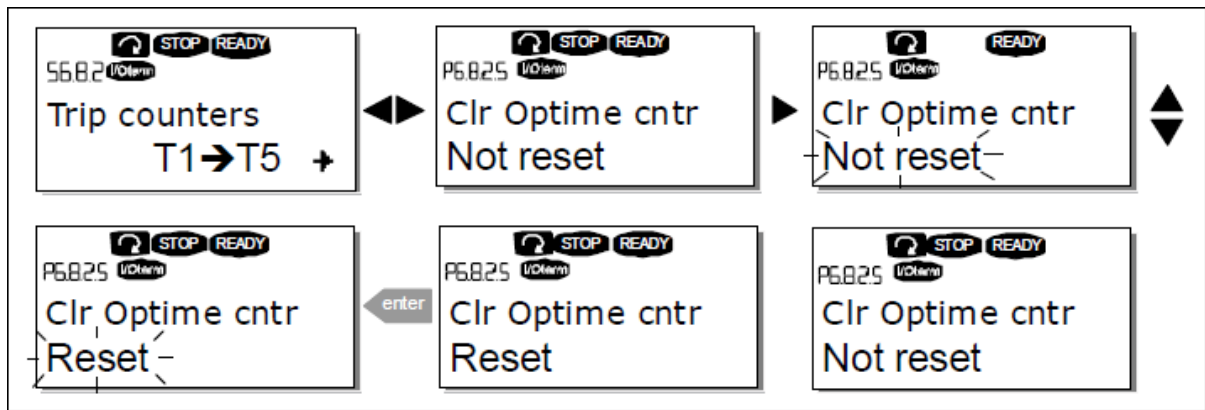 STOP READY
S6.8.2 I/Oterm
Trip counters
T1➔T5
STOP READY
P6.8.2.5 I/Oterm
Clr Optime cntr
Not reset
READY
P6.8.2.5 I/Oterm
Clr Optime cntr
Not reset
STOP READY
P6.8.2.5 I/Oterm
Clr Optime cntr
Reset
enter
STOP READY
P6.8.2.5 I/Oterm
Clr Optime cntr
Reset
STOP READY
P6.8.2.5 I/Oterm
Clr Optime cntr
Not reset